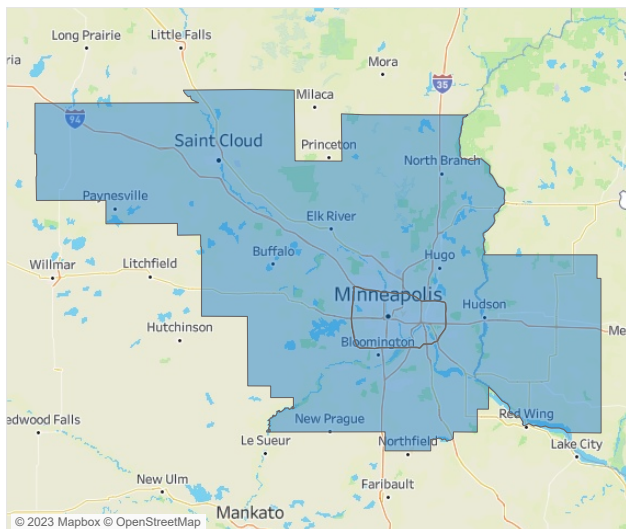 Long Prairie
Little Falls
ria
Mora
35
Milaca
94
Saint Cloud
Princeton
North Branch
Paynesville
Elk River
Buffalo
Hugo
Willmar
Litchfield
Minneapolis
Hudson
Hutchinson
Me
Bloomington
edwood Falls
New Prague
Red Wing
Le Sueur
Northfield
Lake City
New Ulm
Faribault
Mankato
© 2023 Mapbox © OpenStreetMap